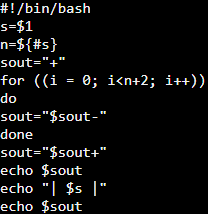 #!/bin/bash
s=$1
n=${#s}
sout="+"
for ((i = 0; i<n+2; i++))
do
sout="$sout-"
done
sout="$sout+"
echo $sout
echo "| $s |"
echo $sout